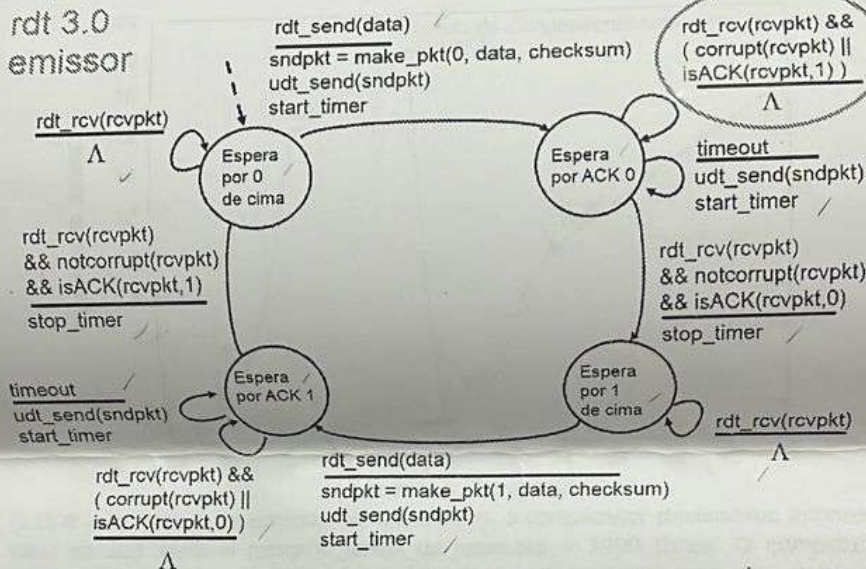 rdt 3.0
emissor
rdt_send(data)
sndpkt = make_pkt(0, data, checksum)
udt_send(sndpkt)
start_timer
rdt_rcv(rcvpkt) &&
( corrupt(rcvpkt) ||
isACK(rcvpkt,1) )
Λ
rdt_rcv(rcvpkt)
Λ
Espera
por 0
de cima
Espera
por ACK 0
timeout
udt_send(sndpkt)
start_timer
rdt_rcv(rcvpkt)
&& notcorrupt(rcvpkt)
&& isACK(rcvpkt,1)
stop_timer
rdt_rcv(rcvpkt)
&& notcorrupt(rcvpkt)
&& isACK(rcvpkt,0)
stop_timer
timeout
udt_send(sndpkt)
start_timer
Espera
por ACK 1
Espera
por 1
de cima
rdt_rcv(rcvpkt)
Λ
rdt_rcv(rcvpkt) &&
( corrupt(rcvpkt) ||
isACK(rcvpkt,0) )
Λ
rdt_send(data)
sndpkt = make_pkt(1, data, checksum)
udt_send(sndpkt)
start_timer